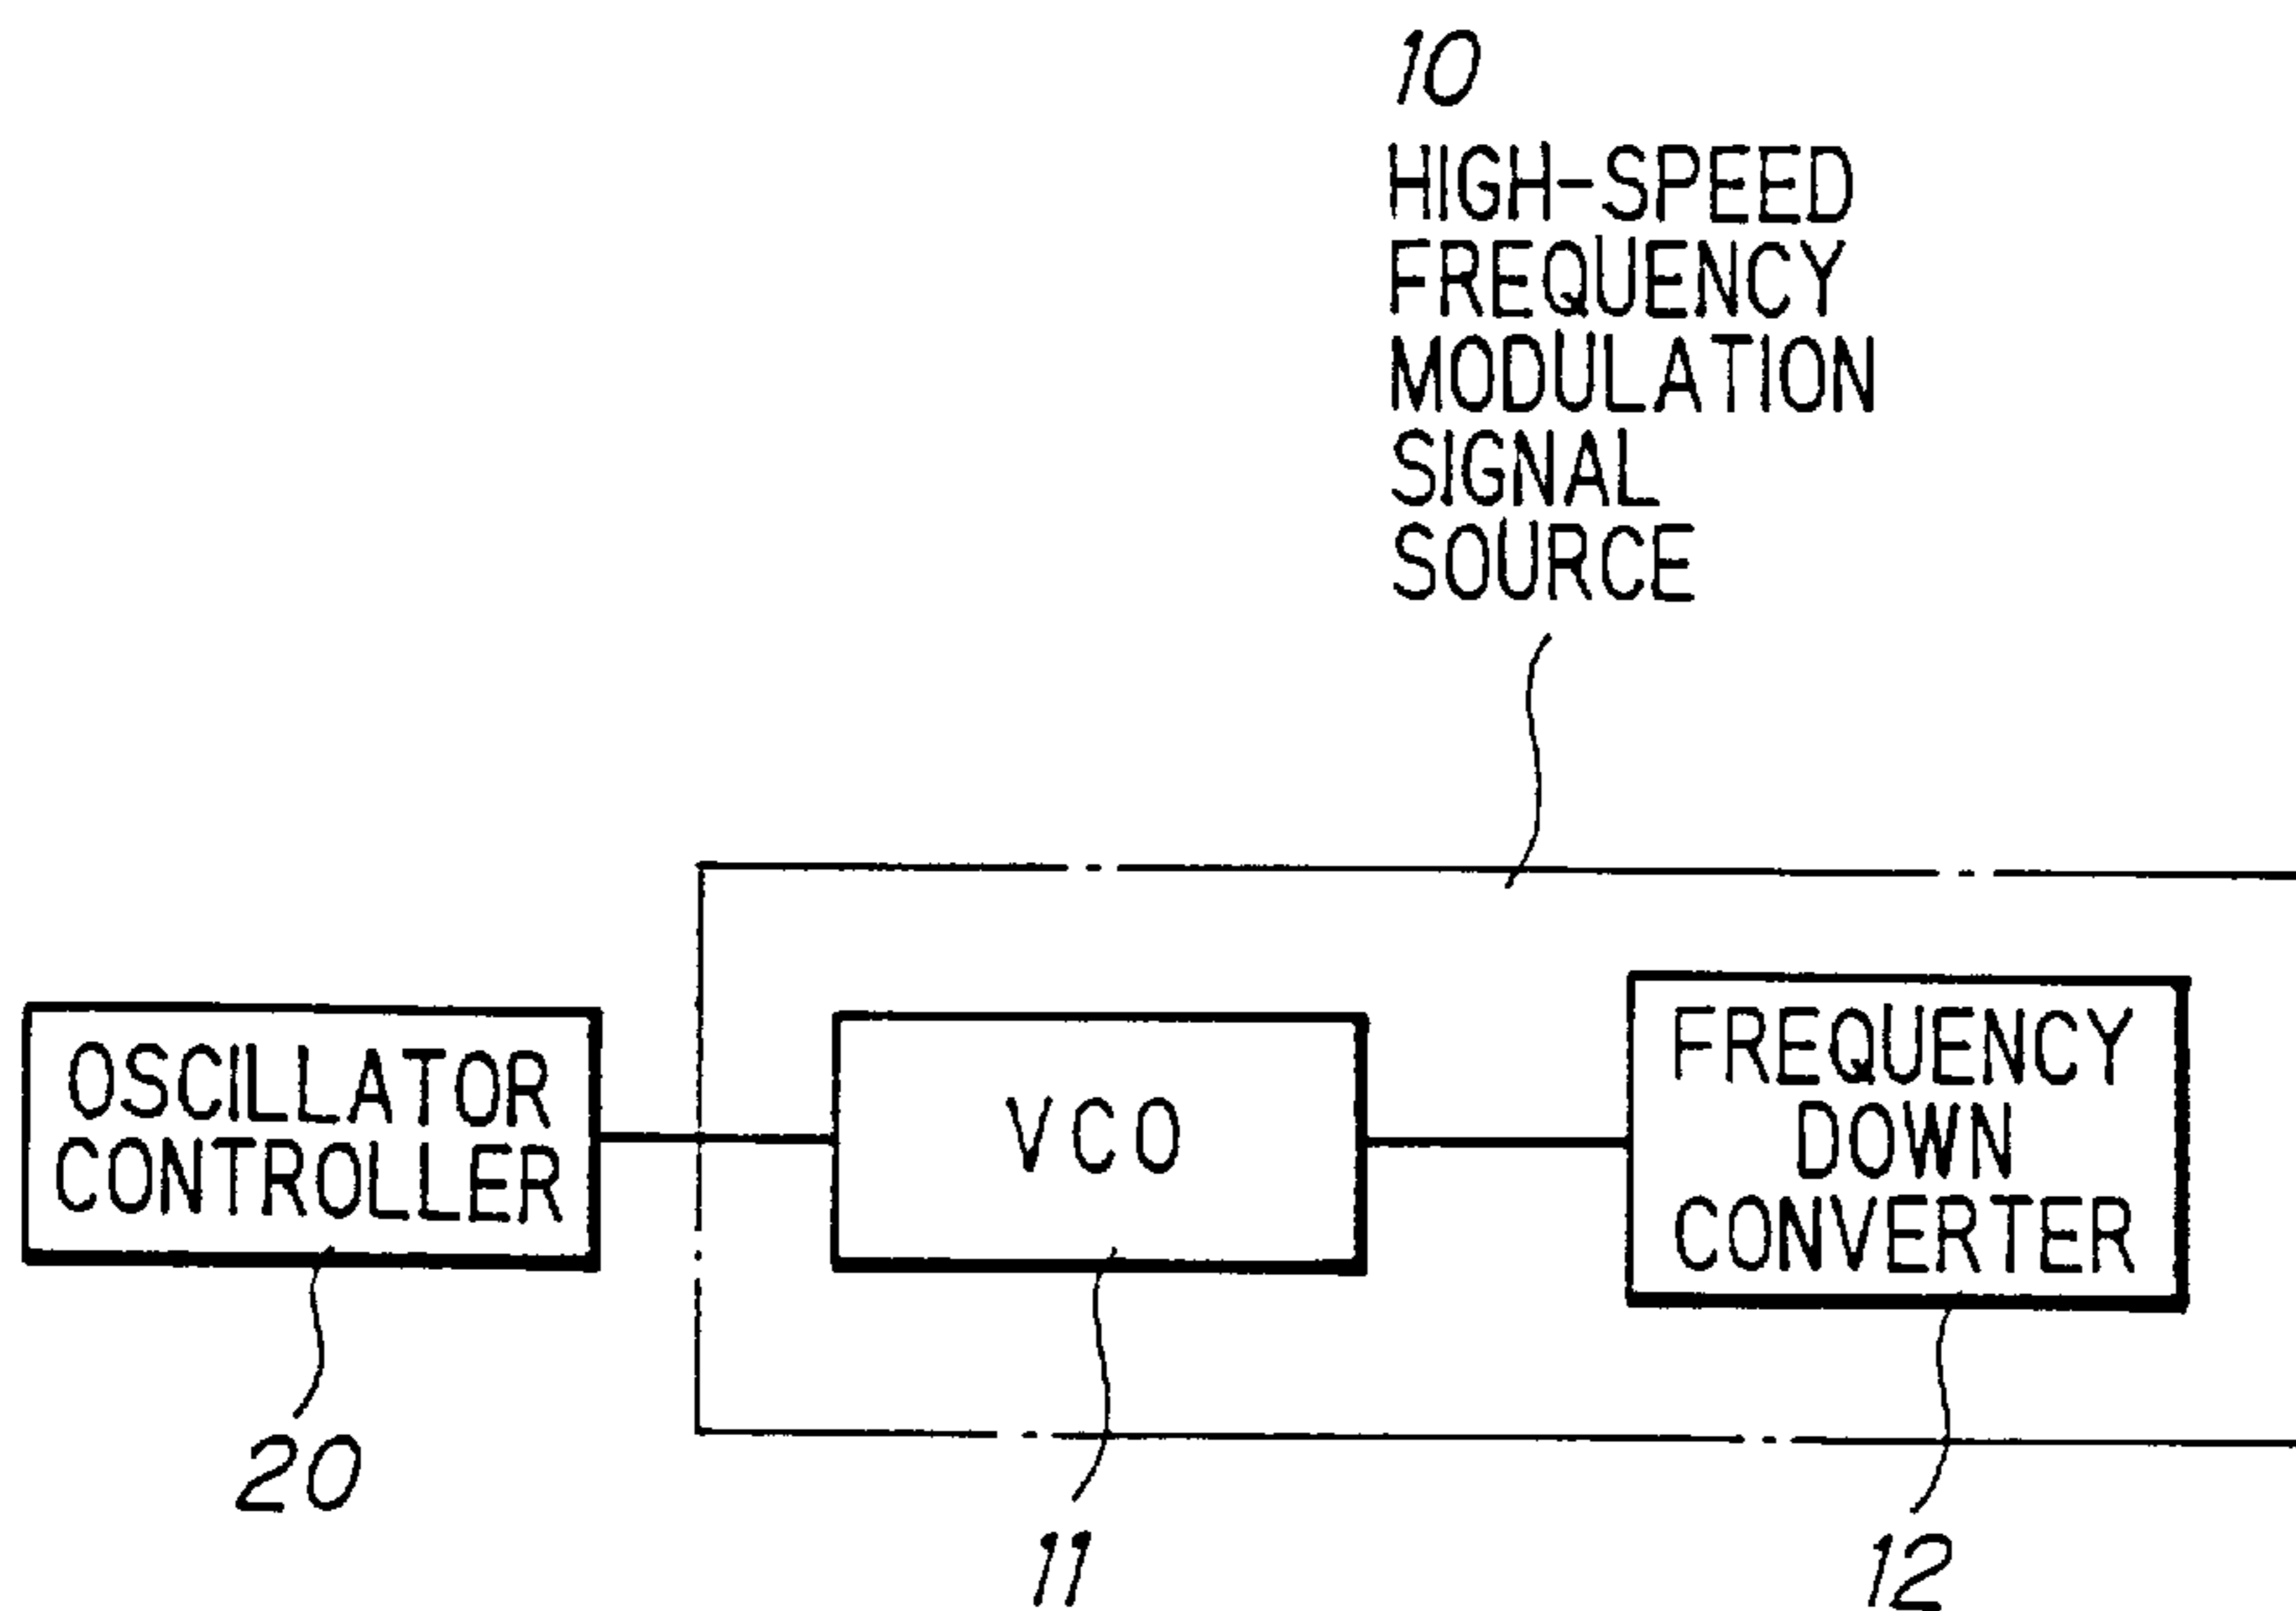 10
HIGH-SPEED
FREQUENCY
MODULATION
SIGNAL
SOURCE
OSCILLATOR
CONTROLLER
VCO
FREQUENCY
DOWN
CONVERTER
20
11
12